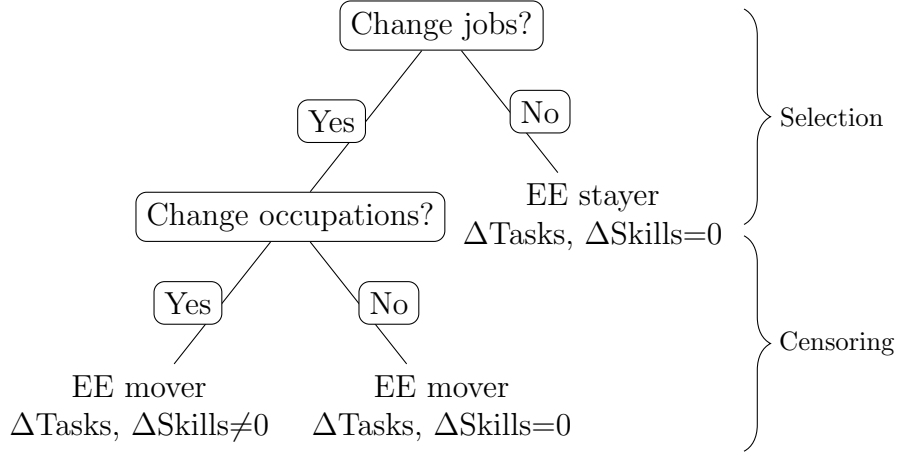 Change jobs?
Yes
No
Selection
EE stayer
ΔTasks, ΔSkills=0
Change occupations?
Yes
No
Censoring
EE mover
ΔTasks, ΔSkills≠0
EE mover
ΔTasks, ΔSkills=0